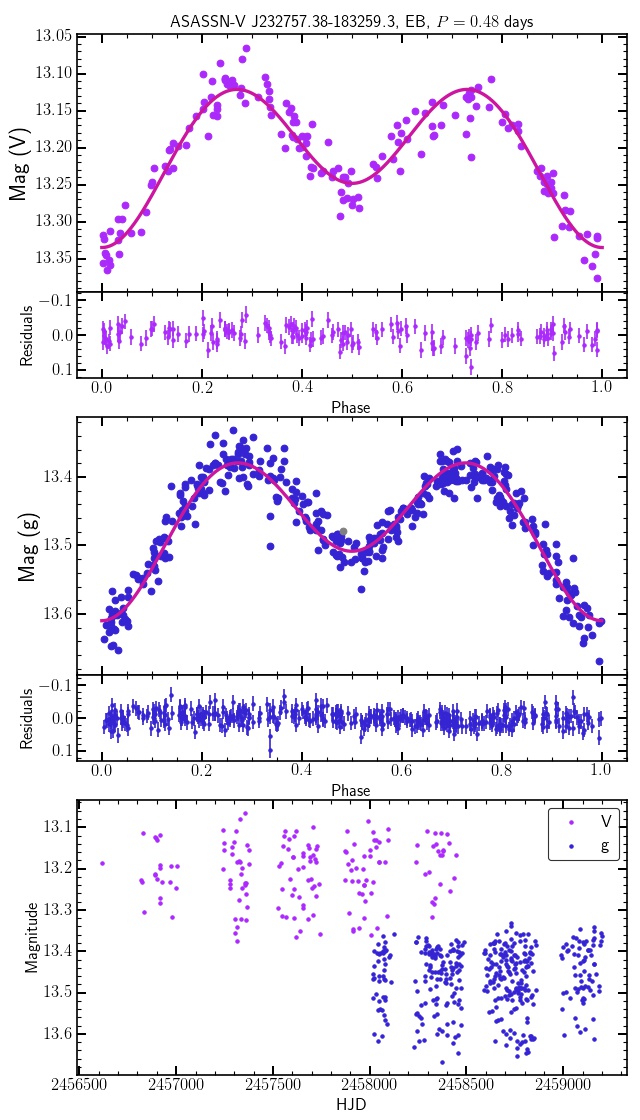 ASASSN-V J232757.38-183259.3, EB, P = 0.48 days
13.05
13.10
13.15
13.20
13.25
13.30
13.35
Mag (V)
−0.1
0.0
0.1
Residuals
0.0 0.2 0.4 0.6 0.8 1.0
Phase
13.4
13.5
13.6
Mag (g)
−0.1
0.0
0.1
Residuals
0.0 0.2 0.4 0.6 0.8 1.0
Phase
V
g
13.1
13.2
13.3
13.4
13.5
13.6
Magnitude
2456500 2457000 2457500 2458000 2458500 2459000
HJD